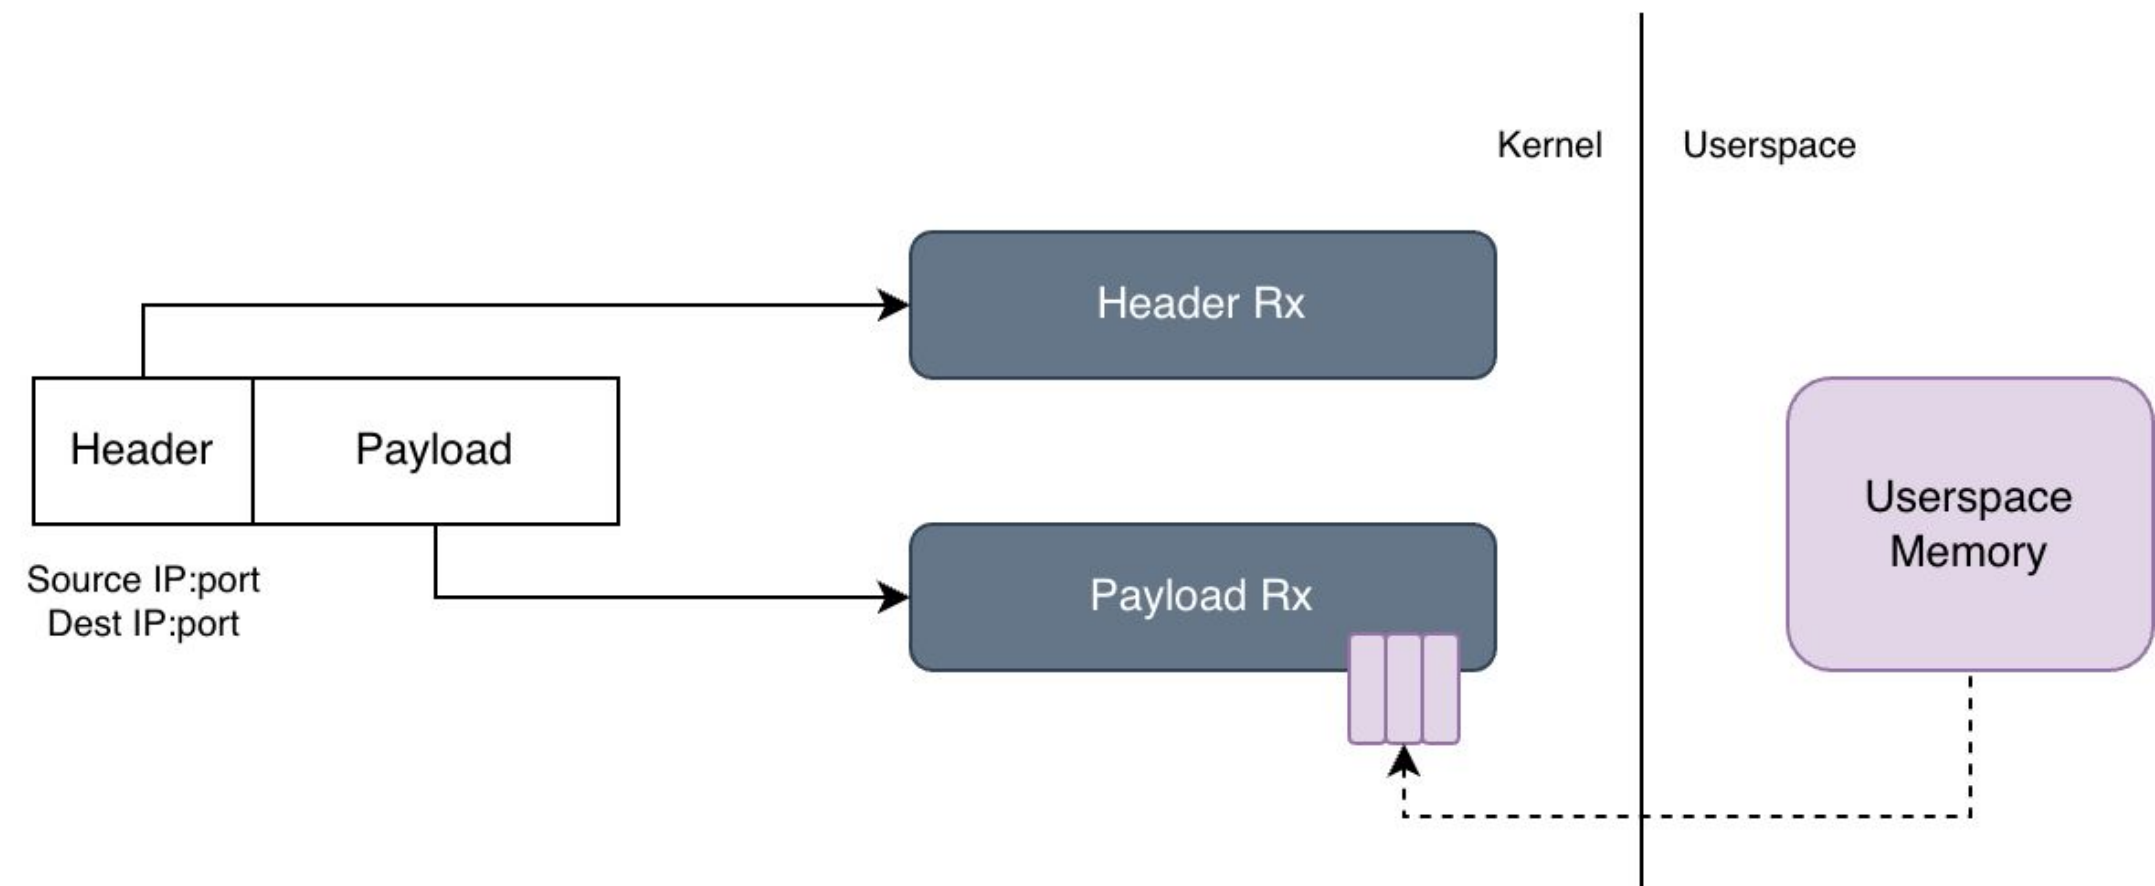 Kernel
Userspace
Header Rx
Header
Payload
Userspace
Memory
Source IP:port
Dest IP:port
Payload Rx